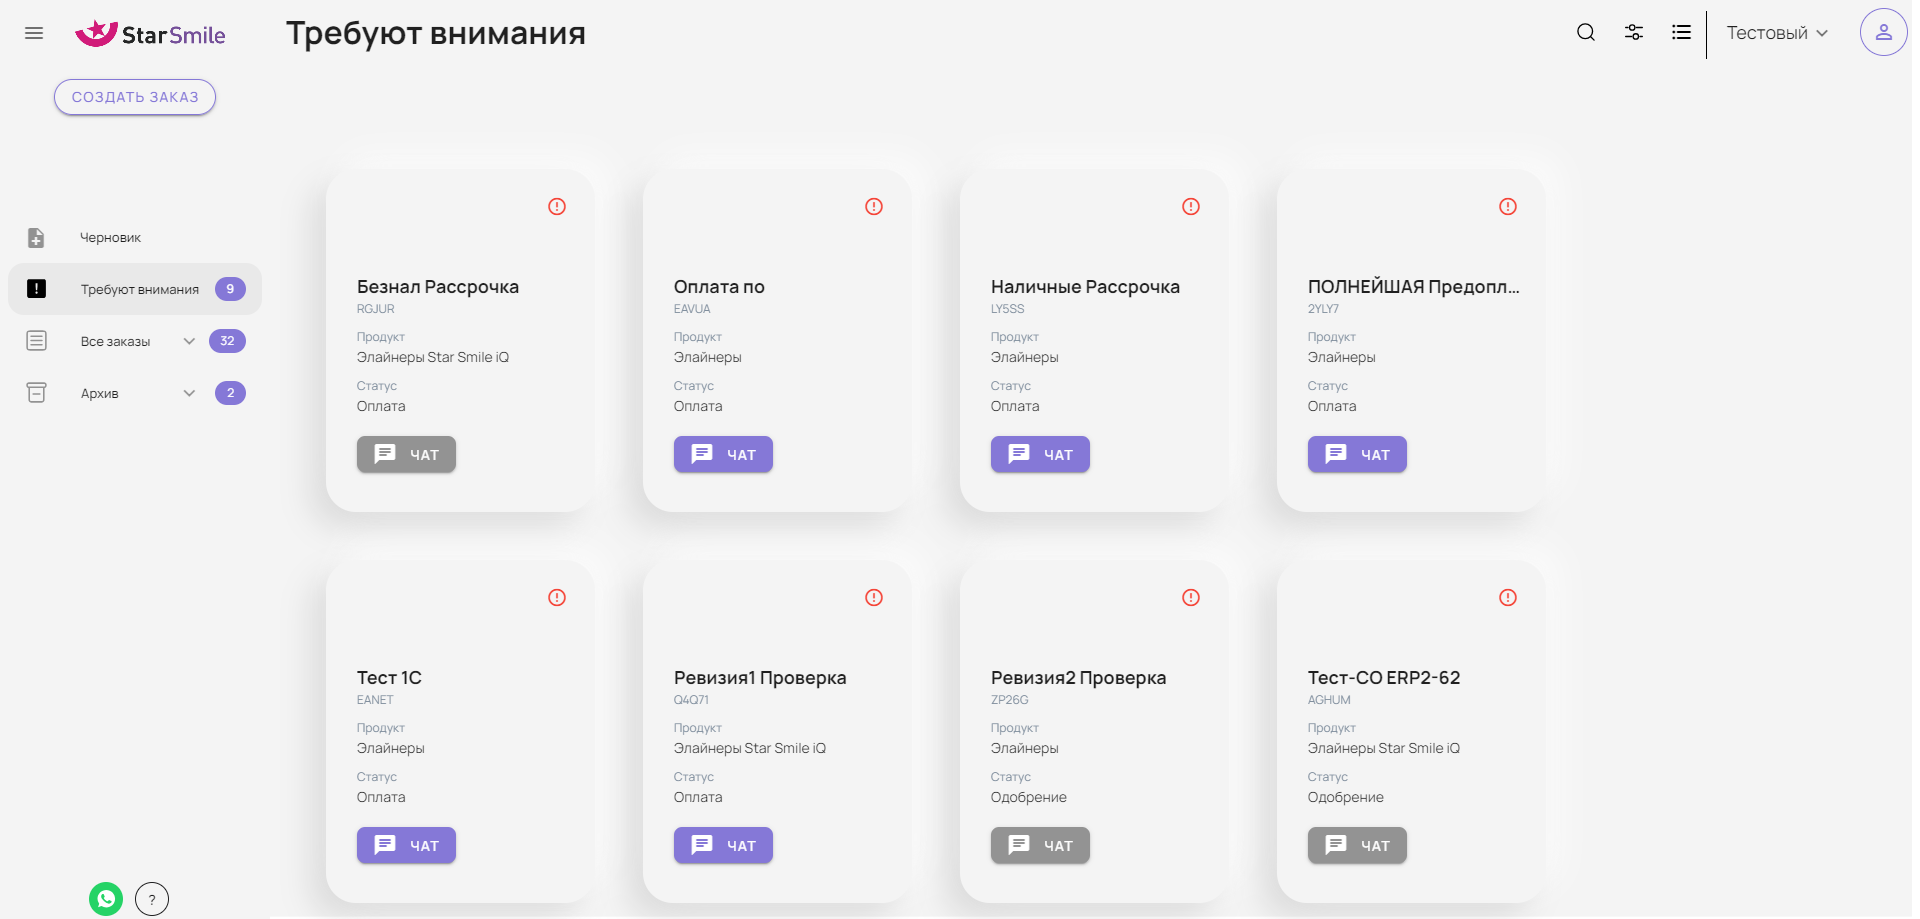 StarSmile
Требуют внимания
Тестовый
СОЗДАТЬ ЗАКАЗ
Черновик
Требуют внимания 9
Все заказы 32
Архив 2
Безнал Рассрочка
RGJUR
Продукт
Элайнеры Star Smile iQ
Статус
Оплата
ЧАТ
Оплата по
EAVUA
Продукт
Элайнеры
Статус
Оплата
ЧАТ
Наличные Рассрочка
LY5SS
Продукт
Элайнеры
Статус
Оплата
ЧАТ
ПОЛНЕЙШАЯ Предопл...
2YLY7
Продукт
Элайнеры
Статус
Оплата
ЧАТ
Тест 1С
EANET
Продукт
Элайнеры
Статус
Оплата
ЧАТ
Ревизия1 Проверка
Q4Q71
Продукт
Элайнеры Star Smile iQ
Статус
Оплата
ЧАТ
Ревизия2 Проверка
ZP26G
Продукт
Элайнеры
Статус
Одобрение
ЧАТ
Тест-СО ERP2-62
AGHUM
Продукт
Элайнеры Star Smile iQ
Статус
Одобрение
ЧАТ
?